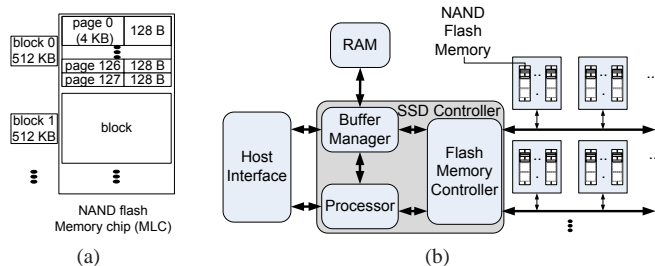 block 0
512 KB
page 0
(4 KB)
128 B
page 126
128 B
page 127
128 B
block 1
512 KB
block
NAND flash
Memory chip (MLC)
(a)
RAM
NAND
Flash
Memory
SSD Controller
Buffer
Manager
Host
Interface
Flash
Memory
Controller
Processor
(b)